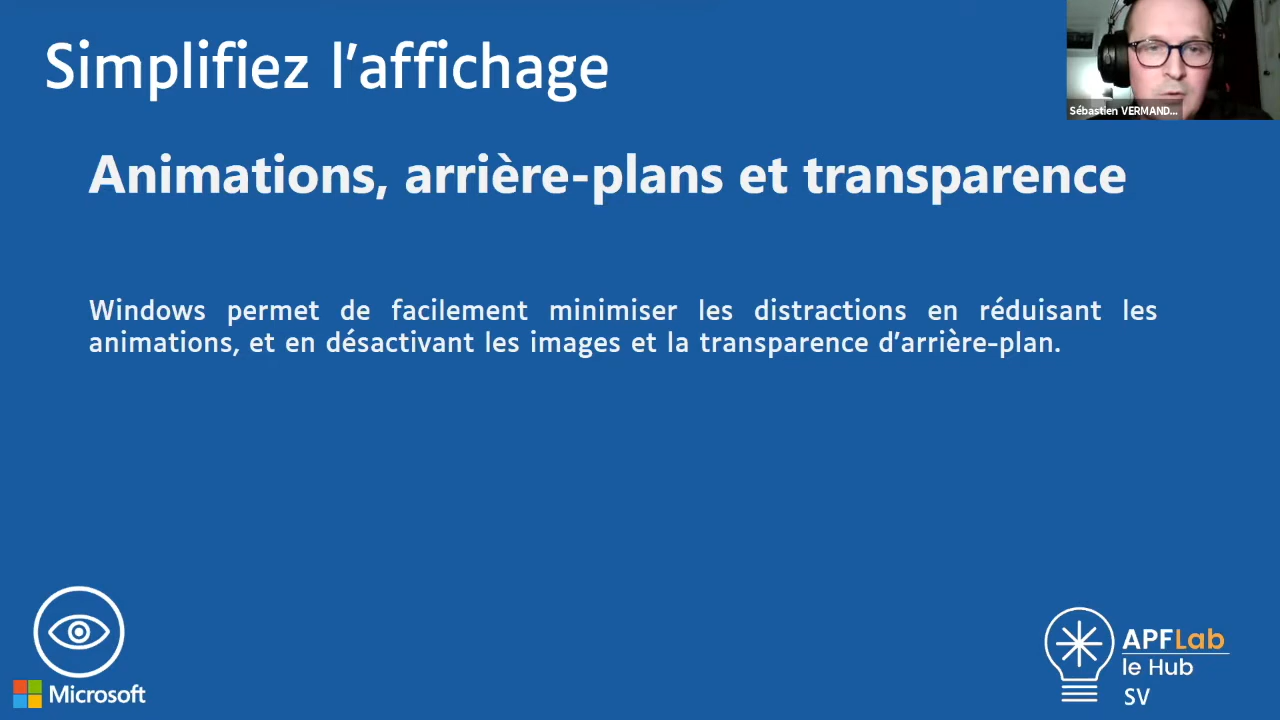 Simplifiez l'affichage
Sébastien VERMAND...
Animations, arrière-plans et transparence
Windows permet de facilement minimiser les distractions en réduisant les
animations, et en désactivant les images et la transparence d'arrière-plan.
Microsoft
APFLab
le Hub
SV